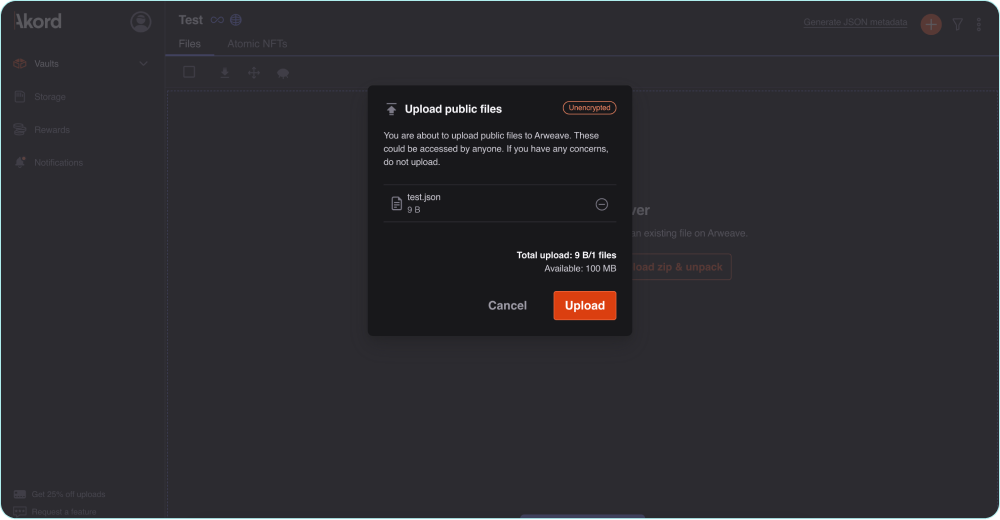 Akord
Test
Generate JSON metadata
Files
Atomic NFTs
Vaults
Storage
Rewards
Notifications
Upload public files
Unencrypted
You are about to upload public files to Arweave. These
could be accessed by anyone. If you have any concerns,
do not upload.
test.json
9 B
Total upload: 9 B/1 files
Available: 100 MB
Cancel
Upload
ver
an existing file on Arweave.
load zip & unpack
Get 25% off uploads
Request a feature